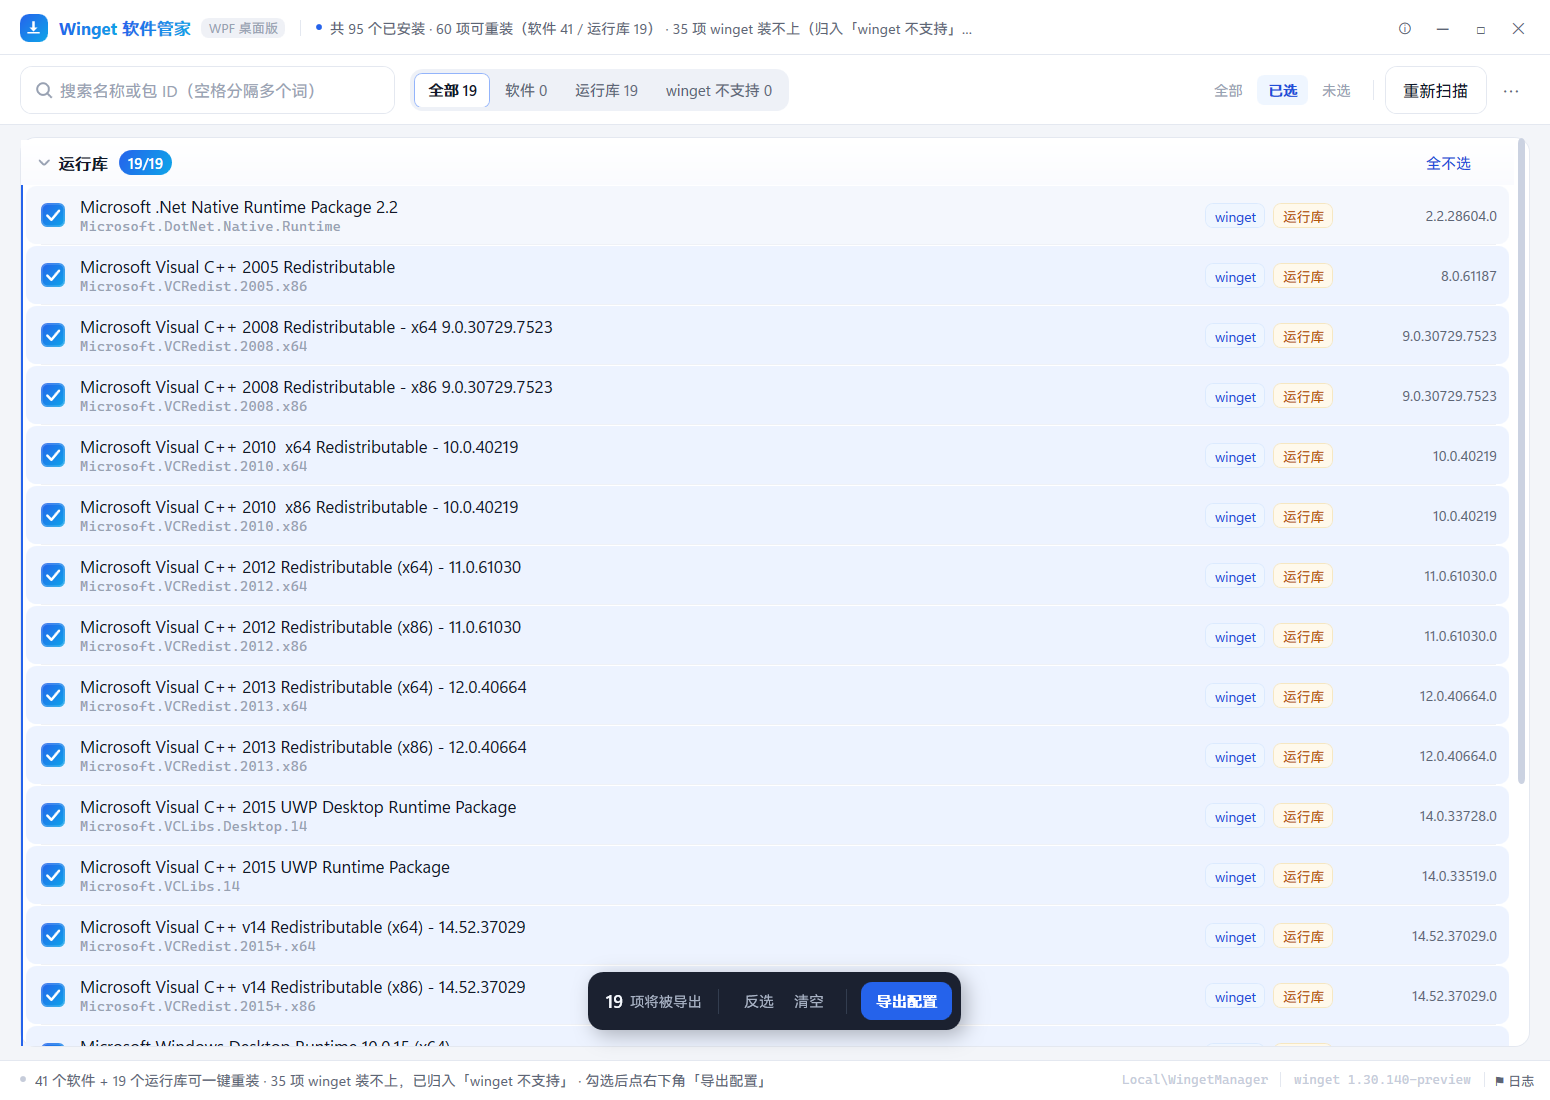 Winget 软件管家 WPF 桌面版 共 95 个已安装 · 60 项可重装（软件 41 / 运行库 19） · 35 项 winget 装不上（归入「winget 不支持」...
搜索名称或包 ID（空格分隔多个词） 全部 19 软件 0 运行库 19 winget 不支持 0 全部 已选 未选 重新扫描 ...
运行库 19/19 全不选
Microsoft .Net Native Runtime Package 2.2
Microsoft.DotNet.Native.Runtime
winget 运行库 2.2.28604.0
Microsoft Visual C++ 2005 Redistributable
Microsoft.VCRedist.2005.x86
winget 运行库 8.0.61187
Microsoft Visual C++ 2008 Redistributable - x64 9.0.30729.7523
Microsoft.VCRedist.2008.x64
winget 运行库 9.0.30729.7523
Microsoft Visual C++ 2008 Redistributable - x86 9.0.30729.7523
Microsoft.VCRedist.2008.x86
winget 运行库 9.0.30729.7523
Microsoft Visual C++ 2010  x64 Redistributable - 10.0.40219
Microsoft.VCRedist.2010.x64
winget 运行库 10.0.40219
Microsoft Visual C++ 2010  x86 Redistributable - 10.0.40219
Microsoft.VCRedist.2010.x86
winget 运行库 10.0.40219
Microsoft Visual C++ 2012 Redistributable (x64) - 11.0.61030
Microsoft.VCRedist.2012.x64
winget 运行库 11.0.61030.0
Microsoft Visual C++ 2012 Redistributable (x86) - 11.0.61030
Microsoft.VCRedist.2012.x86
winget 运行库 11.0.61030.0
Microsoft Visual C++ 2013 Redistributable (x64) - 12.0.40664
Microsoft.VCRedist.2013.x64
winget 运行库 12.0.40664.0
Microsoft Visual C++ 2013 Redistributable (x86) - 12.0.40664
Microsoft.VCRedist.2013.x86
winget 运行库 12.0.40664.0
Microsoft Visual C++ 2015 UWP Desktop Runtime Package
Microsoft.VCLibs.Desktop.14
winget 运行库 14.0.33728.0
Microsoft Visual C++ 2015 UWP Runtime Package
Microsoft.VCLibs.14
winget 运行库 14.0.33519.0
Microsoft Visual C++ v14 Redistributable (x64) - 14.52.37029
Microsoft.VCRedist.2015+.x64
winget 运行库 14.52.37029.0
Microsoft Visual C++ v14 Redistributable (x86) - 14.52.37029
Microsoft.VCRedist.2015+.x86
winget 运行库 14.52.37029.0
19 项将被导出 反选 清空 导出配置
Microsoft Windows Desktop Runtime 10.0.15 (x64)
41 个软件 + 19 个运行库可一键重装 · 35 项 winget 装不上，已归入「winget 不支持」 · 勾选后点右下角「导出配置」 Local\WingetManager winget 1.30.140-preview 日志